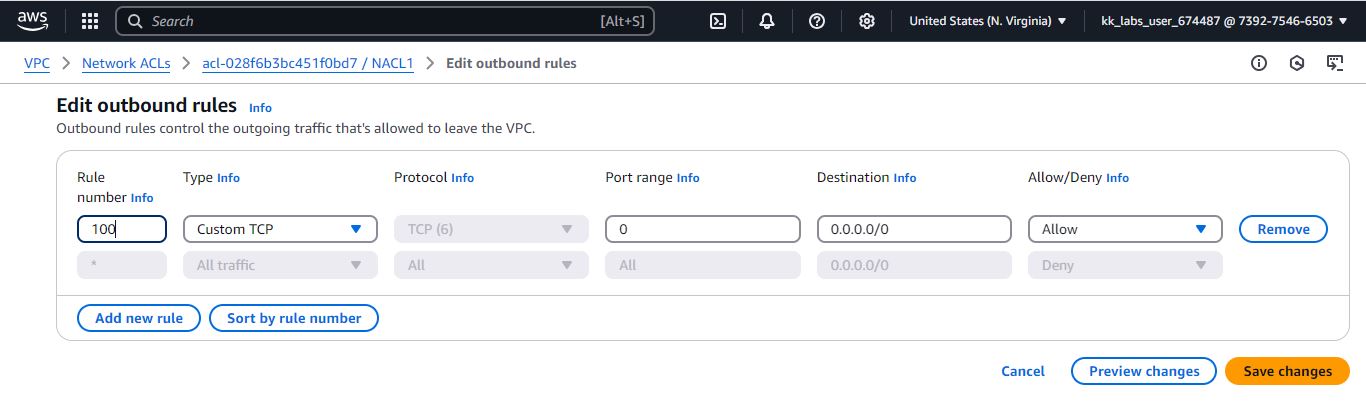 aws
Search [Alt+S] United States (N. Virginia) kk_labs_user_674487 @ 7392-7546-6503
VPC > Network ACLs > acl-028f6b3bc451f0bd7 / NACL1 > Edit outbound rules
Edit outbound rules Info
Outbound rules control the outgoing traffic that's allowed to leave the VPC.
Rule number Info Type Info Protocol Info Port range Info Destination Info Allow/Deny Info
100 Custom TCP TCP (6) 0 0.0.0.0/0 Allow Remove
* All traffic All All 0.0.0.0/0 Deny
Add new rule Sort by rule number
Cancel Preview changes Save changes